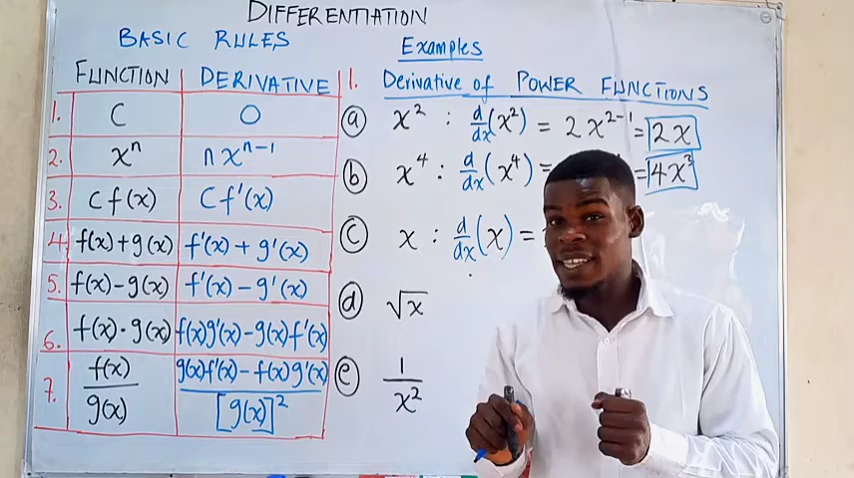 DIFFERENTIATION
BASIC RULES
FUNCTION DERIVATIVE
1. C 0
2. xⁿ nxⁿ⁻¹
3. Cf(x) Cf'(x)
4. f(x)+g(x) f'(x)+g'(x)
5. f(x)-g(x) f'(x)-g'(x)
6. f(x)·g(x) f(x)g'(x)-g(x)f'(x)
7. f(x)/g(x) g(x)f'(x)-f(x)g'(x)/[g(x)]²
Examples
1. Derivative of POWER FUNCTIONS
(a) x² : d/dx(x²) = 2x²⁻¹ = 2x
(b) x⁴ : d/dx(x⁴) = = 4x³
(c) x : d/dx(x) =
(d) √x
(e) 1/x²